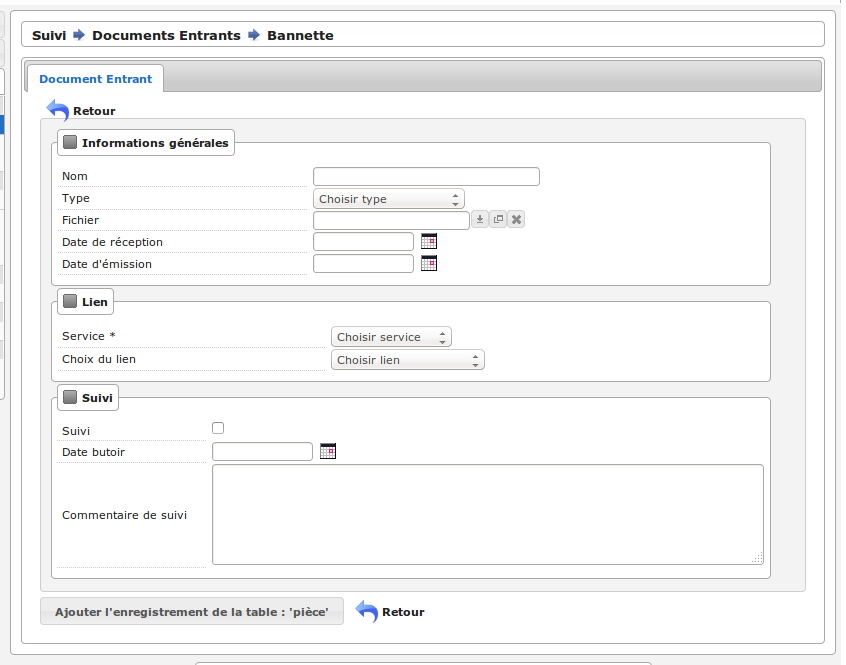 Suivi Documents Entrants Bannette
Document Entrant
Retour
Informations générales
Nom
Type Choisir type
Fichier
Date de réception
Date d'émission
Lien
Service * Choisir service
Choix du lien Choisir lien
Suivi
Suivi
Date butoir
Commentaire de suivi
Ajouter l'enregistrement de la table : 'pièce' Retour